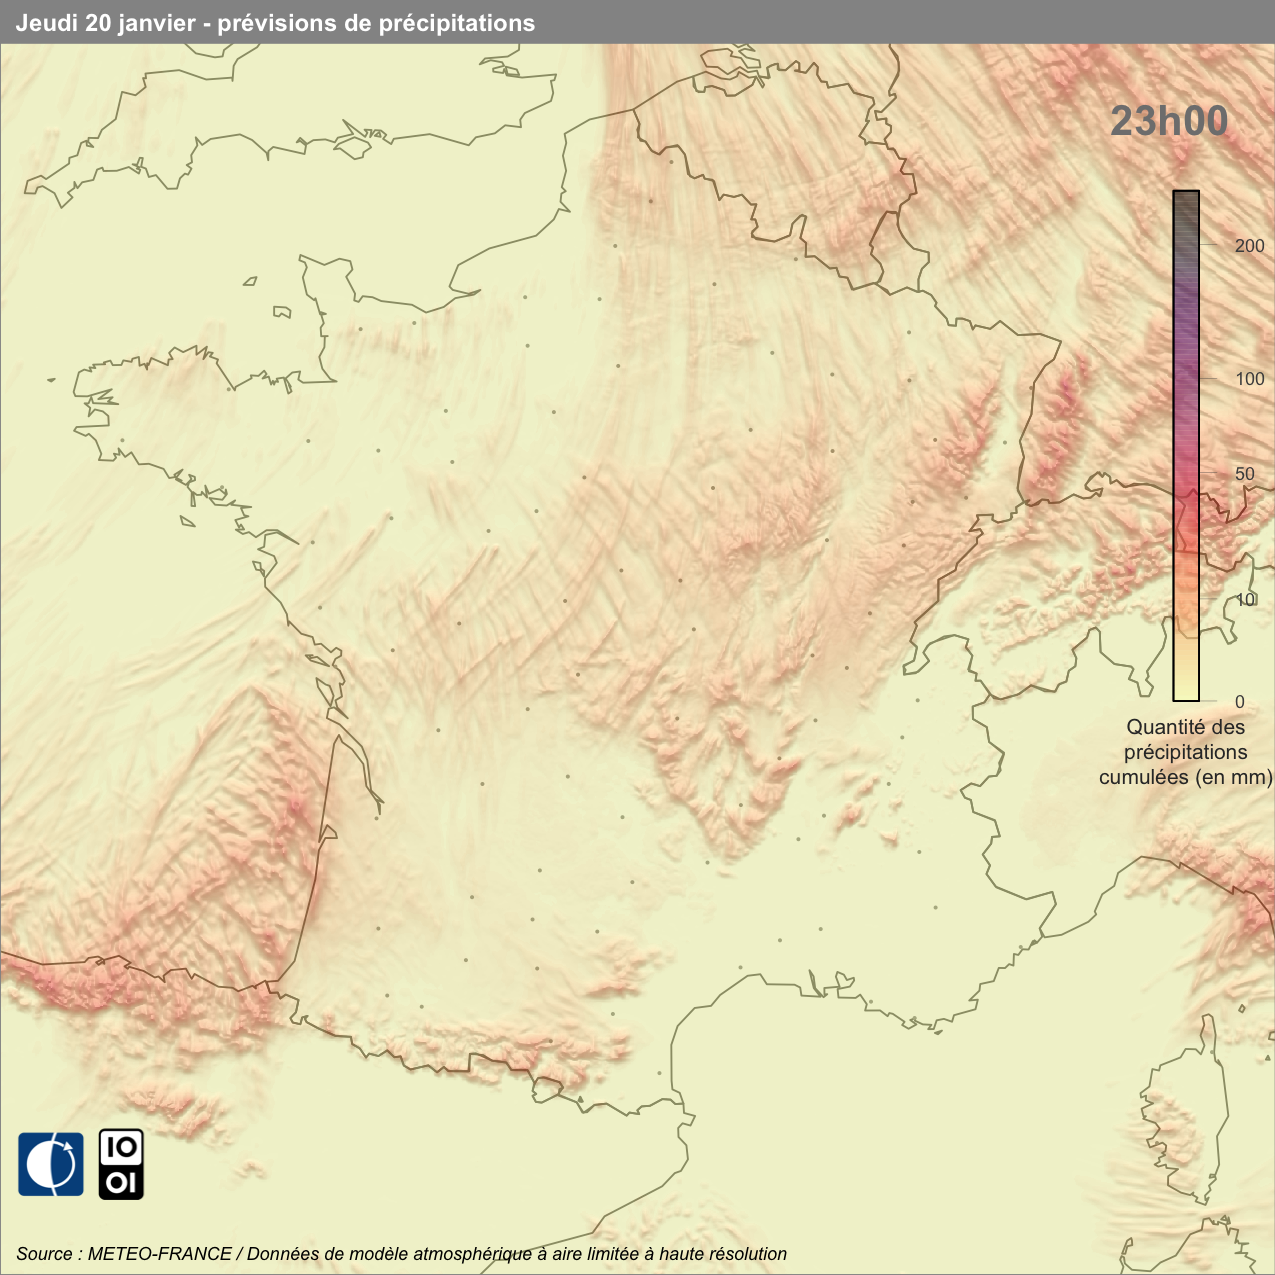 Jeudi 20 janvier - prévisions de précipitations
23h00
200
100
50
10
0
Quantité des
précipitations
cumulées (en mm)
IO
OI
Source : METEO-FRANCE / Données de modèle atmosphérique à aire limitée à haute résolution